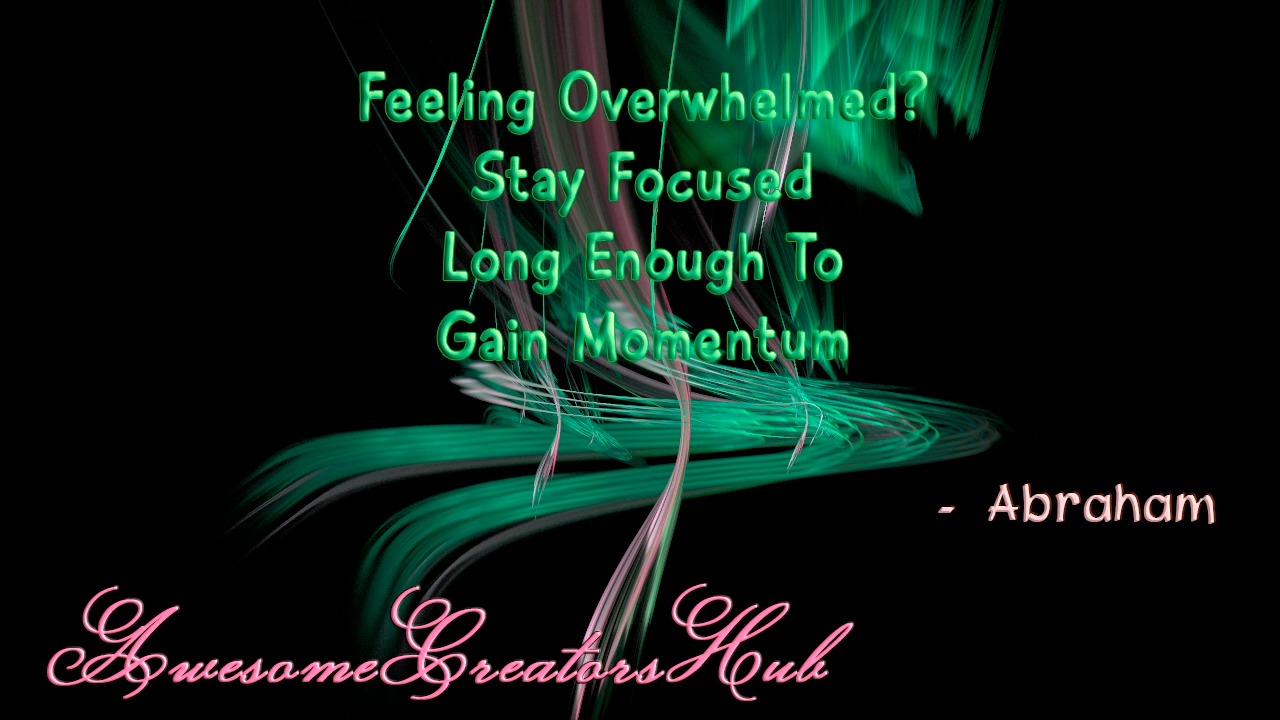 Feeling Overwhelmed?
Stay Focused
Long Enough To
Gain Momentum
- Abraham
AwesomeCreatorsHub